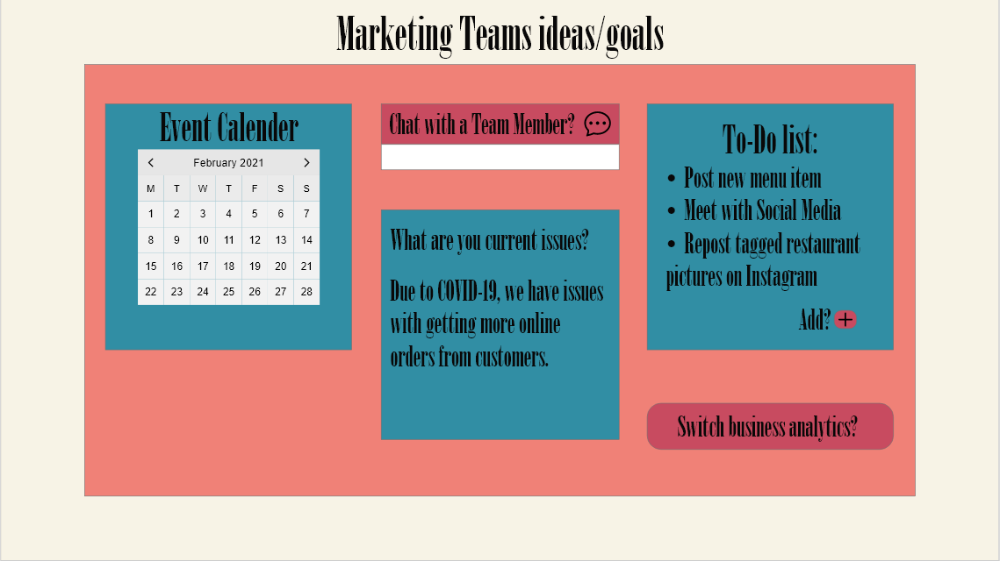 Marketing Teams ideas/goals
Event Calender
February 2021
M T W T F S S
1 2 3 4 5 6 7
8 9 10 11 12 13 14
15 16 17 18 19 20 21
22 23 24 25 26 27 28
Chat with a Team Member?
What are you current issues?
Due to COVID-19, we have issues
with getting more online
orders from customers.
To-Do list:
• Post new menu item
• Meet with Social Media
• Repost tagged restaurant
pictures on Instagram
Add? +
Switch business analytics?